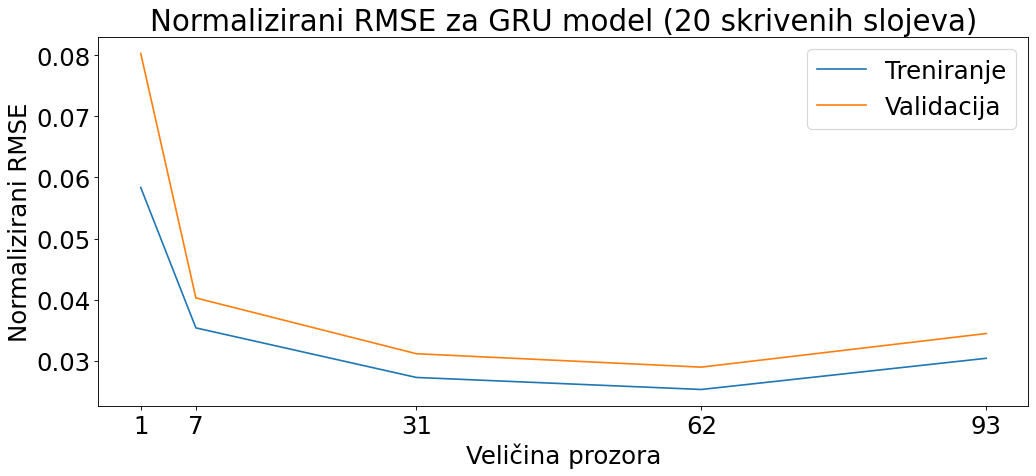 Normalizirani RMSE za GRU model (20 skrivenih slojeva)
Normalizirani RMSE
0.08
0.07
0.06
0.05
0.04
0.03
Treniranje
Validacija
1 7 31 62 93
Veličina prozora